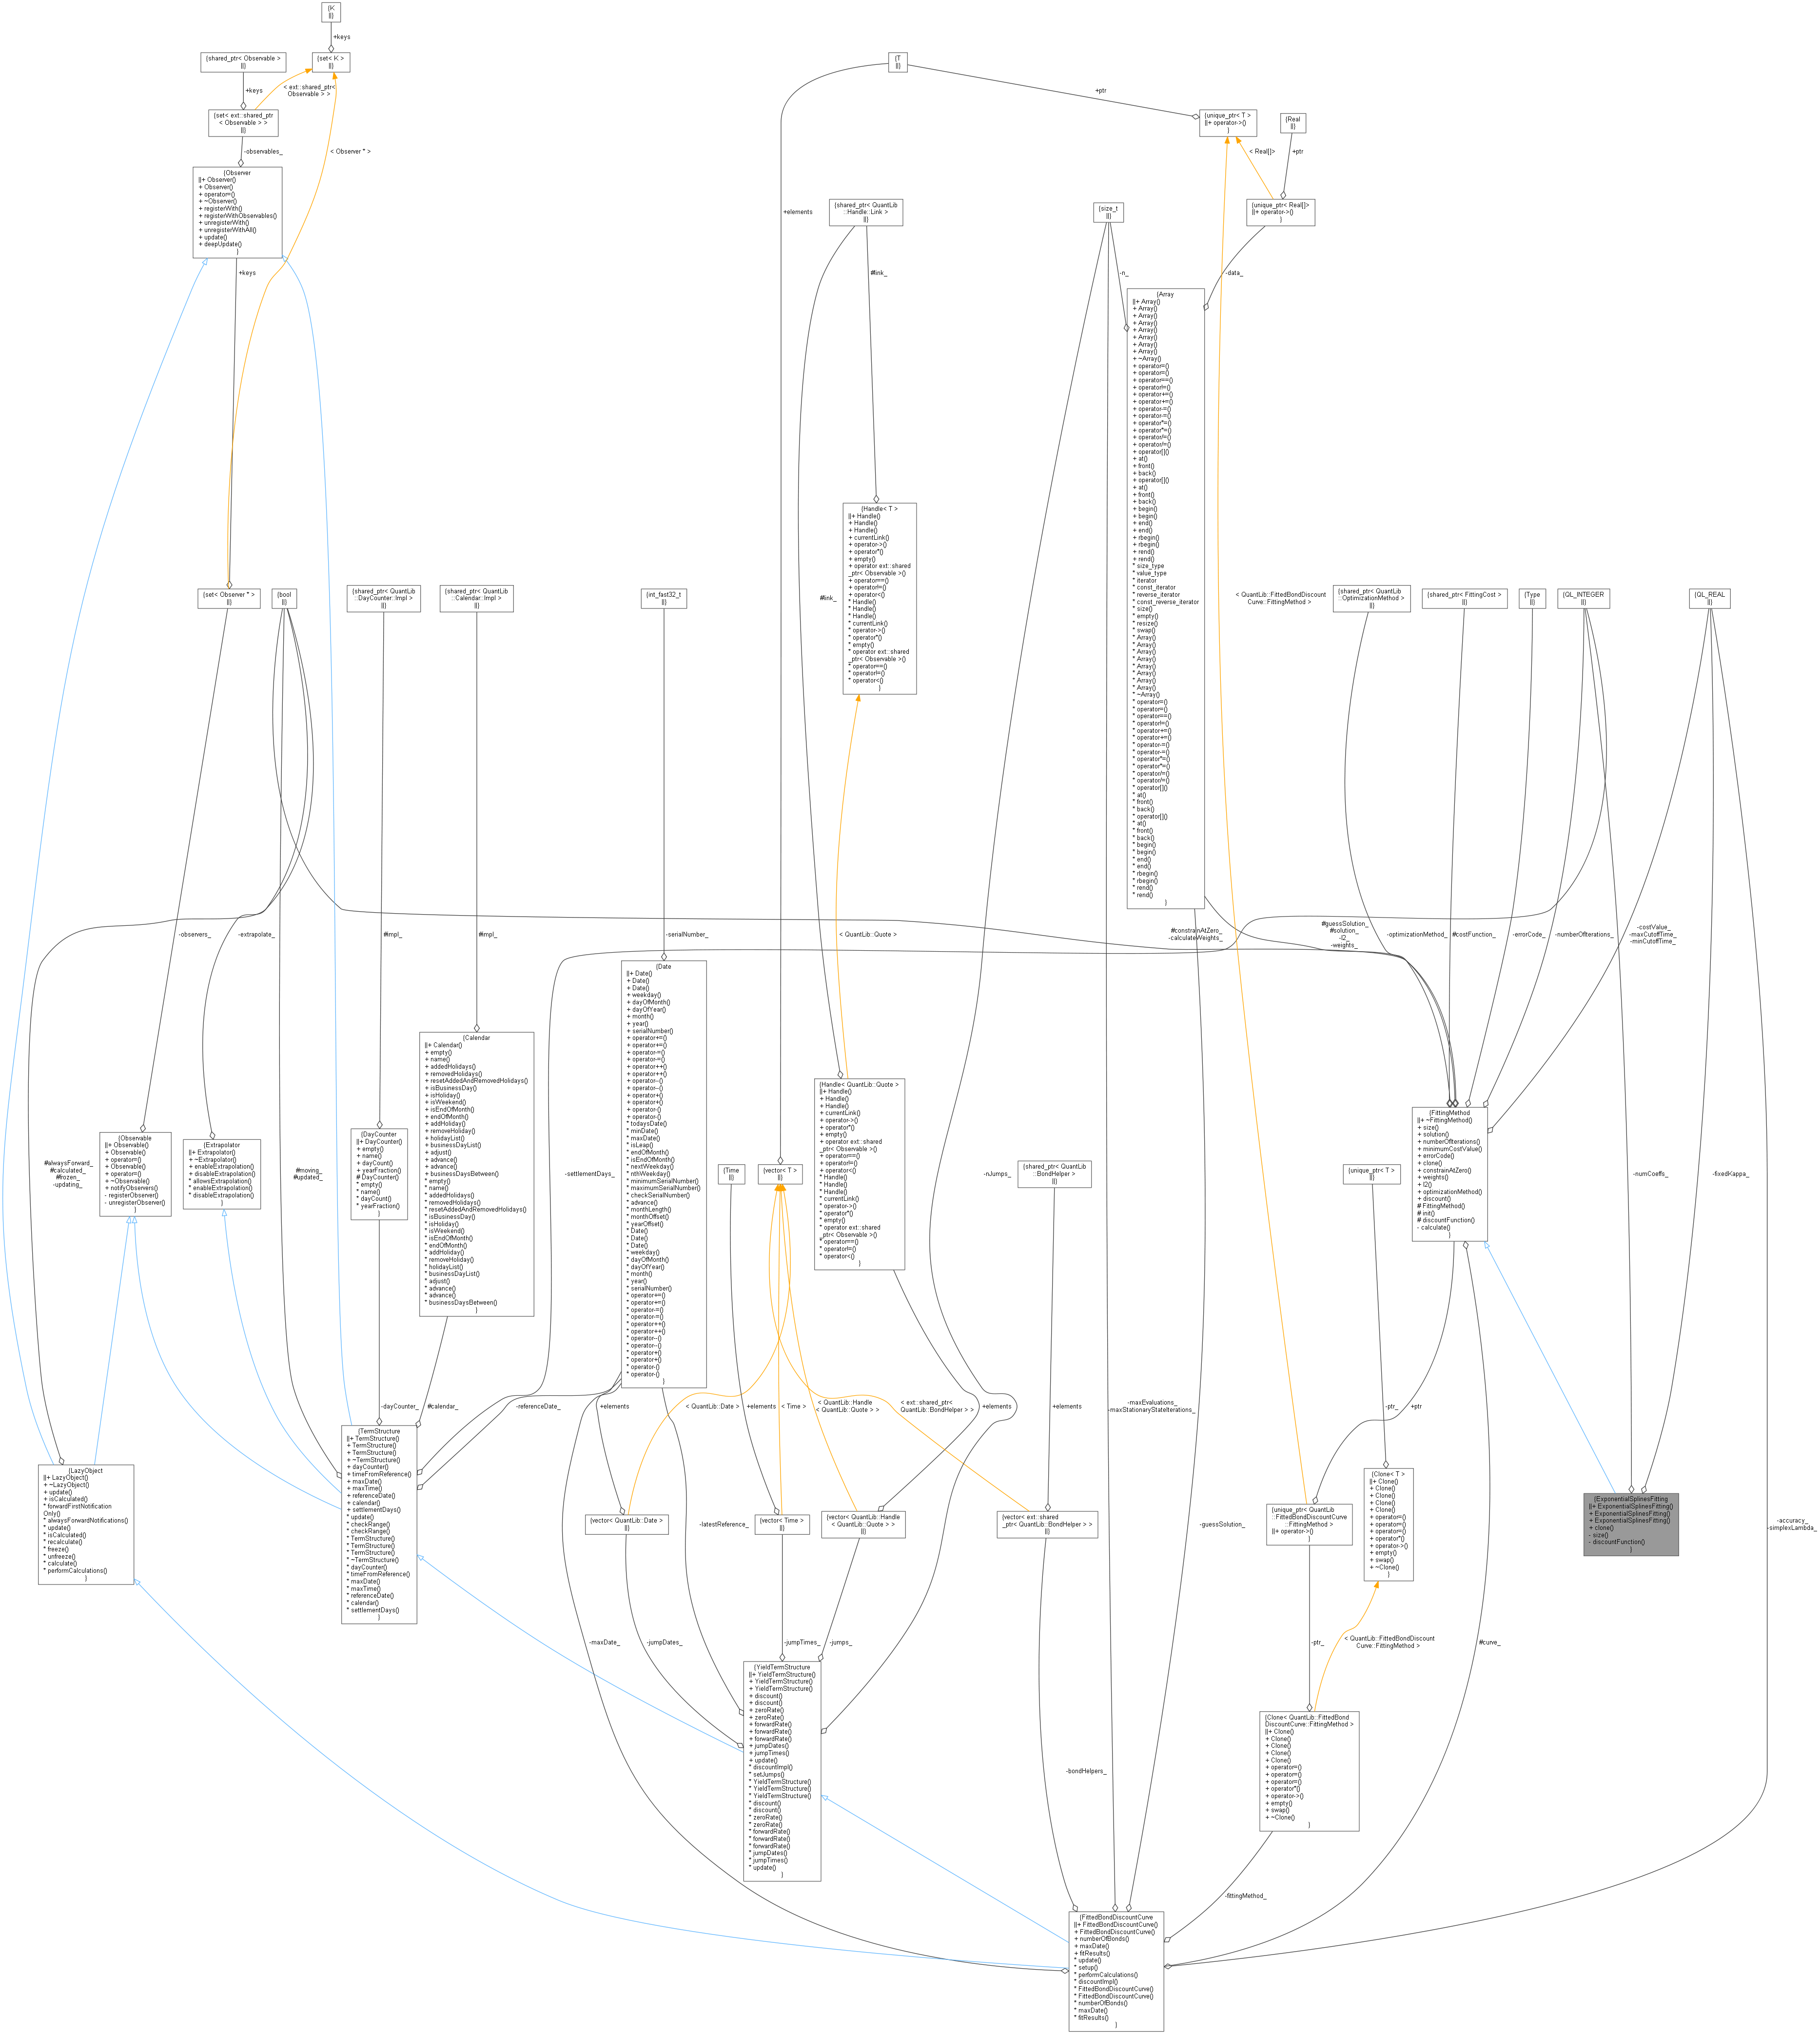 {K
||}
+keys
{shared_ptr< Observable >
||}
{set< K >
||}
+keys
< ext::shared_ptr<
Observable > >
{set< ext::shared_ptr
< Observable > >
||}
-observables_
< Observer * >
{Observer
||+ Observer()
+ Observer()
+ operator=()
+ ~Observer()
+ registerWith()
+ registerWithObservables()
+ unregisterWith()
+ unregisterWithAll()
+ update()
+ deepUpdate()
}
+keys
{T
||}
+ptr
{unique_ptr< T >
||+ operator->()
}
{Real
||}
< Real[]>
+ptr
{unique_ptr< Real[]>
||+ operator->()
}
+elements
{shared_ptr< QuantLib
::Handle::Link >
||}
{size_t
||}
#link_
-n_
-data_
{Array
||+ Array()
+ Array()
+ Array()
+ Array()
+ Array()
+ Array()
+ Array()
+ Array()
+ ~Array()
+ operator=()
+ operator=()
+ operator==()
+ operator!=()
+ operator+=()
+ operator+=()
+ operator-=()
+ operator-=()
+ operator*=()
+ operator*=()
+ operator/=()
+ operator/=()
+ operator[]()
+ at()
+ front()
+ back()
+ operator[]()
+ at()
+ front()
+ back()
+ begin()
+ begin()
+ end()
+ end()
+ rbegin()
+ rbegin()
+ rend()
+ rend()
* size_type
* value_type
* iterator
* const_iterator
* reverse_iterator
* const_reverse_iterator
* size()
* empty()
* resize()
* swap()
* Array()
* Array()
* Array()
* Array()
* Array()
* Array()
* Array()
* Array()
* ~Array()
* operator=()
* operator=()
* operator==()
* operator!=()
* operator+=()
* operator+=()
* operator-=()
* operator-=()
* operator*=()
* operator*=()
* operator/=()
* operator/=()
* operator[]()
* at()
* front()
* back()
* operator[]()
* at()
* front()
* back()
* begin()
* begin()
* end()
* end()
* rbegin()
* rbegin()
* rend()
* rend()
}
{Handle< T >
||+ Handle()
+ Handle()
+ Handle()
+ currentLink()
+ operator->()
+ operator*()
+ empty()
+ operator ext::shared
_ptr< Observable >()
+ operator==()
+ operator!=()
+ operator<()
* Handle()
* Handle()
* Handle()
* currentLink()
* operator->()
* operator*()
* empty()
* operator ext::shared
_ptr< Observable >()
* operator==()
* operator!=()
* operator<()
}
#link_
{set< Observer * >
||}
{bool
||}
{shared_ptr< QuantLib
::DayCounter::Impl >
||}
{shared_ptr< QuantLib
::Calendar::Impl >
||}
{int_fast32_t
||}
< QuantLib::FittedBondDiscount
Curve::FittingMethod >
{shared_ptr< QuantLib
::OptimizationMethod >
||}
{shared_ptr< FittingCost >
||}
{Type
||}
{QL_INTEGER
||}
{QL_REAL
||}
-observers_
-extrapolate_
#impl_
#impl_
-serialNumber_
< QuantLib::Quote >
#constrainAtZero_
-calculateWeights_
#guessSolution_
#solution_
-l2_
-weights_
-optimizationMethod_
#costFunction_
-errorCode_
-numberOfIterations_
-costValue_
-maxCutoffTime_
-minCutoffTime_
{Date
||+ Date()
+ Date()
+ Date()
+ weekday()
+ dayOfMonth()
+ dayOfYear()
+ month()
+ year()
+ serialNumber()
+ operator+=()
+ operator+=()
+ operator-=()
+ operator-=()
+ operator++()
+ operator++()
+ operator--()
+ operator--()
+ operator+()
+ operator+()
+ operator-()
+ operator-()
* todaysDate()
* minDate()
* maxDate()
* isLeap()
* endOfMonth()
* isEndOfMonth()
* nextWeekday()
* nthWeekday()
* minimumSerialNumber()
* maximumSerialNumber()
* checkSerialNumber()
* advance()
* monthLength()
* monthOffset()
* yearOffset()
* Date()
* Date()
* Date()
* weekday()
* dayOfMonth()
* dayOfYear()
* month()
* year()
* serialNumber()
* operator+=()
* operator+=()
* operator-=()
* operator-=()
* operator++()
* operator++()
* operator--()
* operator--()
* operator+()
* operator+()
* operator-()
* operator-()
}
{Calendar
||+ Calendar()
+ empty()
+ name()
+ addedHolidays()
+ removedHolidays()
+ resetAddedAndRemovedHolidays()
+ isBusinessDay()
+ isHoliday()
+ isWeekend()
+ isEndOfMonth()
+ endOfMonth()
+ addHoliday()
+ removeHoliday()
+ holidayList()
+ businessDayList()
+ adjust()
+ advance()
+ advance()
+ businessDaysBetween()
* empty()
* name()
* addedHolidays()
* removedHolidays()
* resetAddedAndRemovedHolidays()
* isBusinessDay()
* isHoliday()
* isWeekend()
* isEndOfMonth()
* endOfMonth()
* addHoliday()
* removeHoliday()
* holidayList()
* businessDayList()
* adjust()
* advance()
* advance()
* businessDaysBetween()
}
{Handle< QuantLib::Quote >
||+ Handle()
+ Handle()
+ Handle()
+ currentLink()
+ operator->()
+ operator*()
+ empty()
+ operator ext::shared
_ptr< Observable >()
+ operator==()
+ operator!=()
+ operator<()
* Handle()
* Handle()
* Handle()
* currentLink()
* operator->()
* operator*()
* empty()
* operator ext::shared
_ptr< Observable >()
* operator==()
* operator!=()
* operator<()
}
{FittingMethod
||+ ~FittingMethod()
+ size()
+ solution()
+ numberOfIterations()
+ minimumCostValue()
+ errorCode()
+ clone()
+ constrainAtZero()
+ weights()
+ l2()
+ optimizationMethod()
+ discount()
# FittingMethod()
# init()
# discountFunction()
- calculate()
}
{Observable
||+ Observable()
+ Observable()
+ operator=()
+ Observable()
+ operator=()
+ ~Observable()
+ notifyObservers()
- registerObserver()
- unregisterObserver()
}
{Extrapolator
||+ Extrapolator()
+ ~Extrapolator()
+ enableExtrapolation()
+ disableExtrapolation()
+ allowsExtrapolation()
* enableExtrapolation()
* disableExtrapolation()
}
{DayCounter
||+ DayCounter()
+ empty()
+ name()
+ dayCount()
+ yearFraction()
# DayCounter()
* empty()
* name()
* dayCount()
* yearFraction()
}
#alwaysForward_
#calculated_
#frozen_
-updating_
#moving_
#updated_
-settlementDays_
{Time
||}
{vector< T >
||}
-nJumps_
{shared_ptr< QuantLib
::BondHelper >
||}
{unique_ptr< T >
||}
-numCoeffs_
-fixedKappa_
-dayCounter_
#calendar_
-referenceDate_
+elements
< QuantLib::Date >
+elements
< Time >
< QuantLib::Handle
< QuantLib::Quote > >
< ext::shared_ptr<
QuantLib::BondHelper > >
+elements
+elements
-maxEvaluations_
-maxStationaryStateIterations_
-ptr_
+ptr
{TermStructure
||+ TermStructure()
+ TermStructure()
+ TermStructure()
+ ~TermStructure()
+ dayCounter()
+ timeFromReference()
+ maxDate()
+ maxTime()
+ referenceDate()
+ calendar()
+ settlementDays()
* update()
* checkRange()
* checkRange()
* TermStructure()
* TermStructure()
* TermStructure()
* ~TermStructure()
* dayCounter()
* timeFromReference()
* maxDate()
* maxTime()
* referenceDate()
* calendar()
* settlementDays()
}
{LazyObject
||+ LazyObject()
+ ~LazyObject()
+ update()
+ isCalculated()
* forwardFirstNotification
Only()
* alwaysForwardNotifications()
* update()
* isCalculated()
* recalculate()
* freeze()
* unfreeze()
* calculate()
* performCalculations()
}
{vector< QuantLib::Date >
||}
-latestReference_
{vector< Time >
||}
{vector< QuantLib::Handle
< QuantLib::Quote > >
||}
{vector< ext::shared
_ptr< QuantLib::BondHelper > >
||}
-guessSolution_
{unique_ptr< QuantLib
::FittedBondDiscountCurve
::FittingMethod >
||+ operator->()
}
{Clone< T >
||+ Clone()
+ Clone()
+ Clone()
+ Clone()
+ Clone()
+ operator=()
+ operator=()
+ operator=()
+ operator*()
+ operator->()
+ empty()
+ swap()
+ ~Clone()
}
{ExponentialSplinesFitting
||+ ExponentialSplinesFitting()
+ ExponentialSplinesFitting()
+ ExponentialSplinesFitting()
+ clone()
- size()
- discountFunction()
}
-accuracy_
-simplexLambda_
-maxDate_
-jumpDates_
-jumpTimes_
-jumps_
-ptr_
< QuantLib::FittedBondDiscount
Curve::FittingMethod >
#curve_
{YieldTermStructure
||+ YieldTermStructure()
+ YieldTermStructure()
+ YieldTermStructure()
+ discount()
+ discount()
+ zeroRate()
+ zeroRate()
+ forwardRate()
+ forwardRate()
+ forwardRate()
+ jumpDates()
+ jumpTimes()
+ update()
* discountImpl()
* setJumps()
* YieldTermStructure()
* YieldTermStructure()
* YieldTermStructure()
* discount()
* discount()
* zeroRate()
* zeroRate()
* forwardRate()
* forwardRate()
* forwardRate()
* jumpDates()
* jumpTimes()
* update()
}
-bondHelpers_
{Clone< QuantLib::FittedBond
DiscountCurve::FittingMethod >
||+ Clone()
+ Clone()
+ Clone()
+ Clone()
+ Clone()
+ operator=()
+ operator=()
+ operator=()
+ operator*()
+ operator->()
+ empty()
+ swap()
+ ~Clone()
}
-fittingMethod_
{FittedBondDiscountCurve
||+ FittedBondDiscountCurve()
+ FittedBondDiscountCurve()
+ numberOfBonds()
+ maxDate()
+ fitResults()
* update()
* setup()
* performCalculations()
* discountImpl()
* FittedBondDiscountCurve()
* FittedBondDiscountCurve()
* numberOfBonds()
* maxDate()
* fitResults()
}